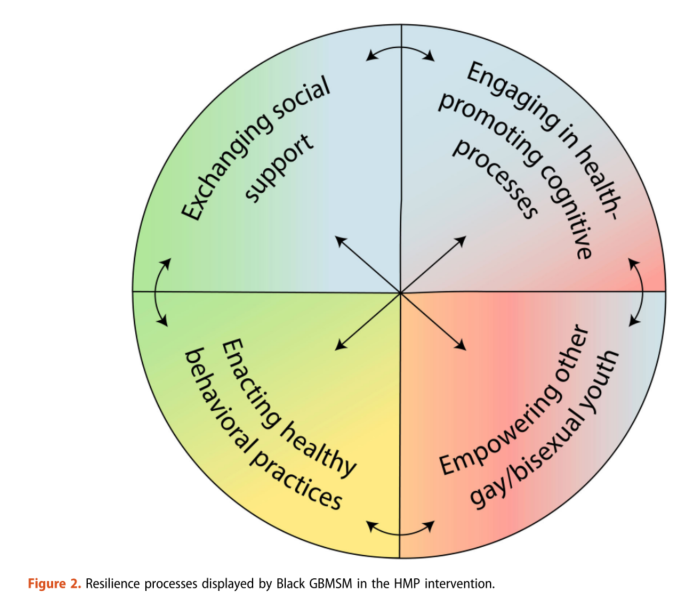 Exchanging social
support
Engaging in health-
promoting cognitive
processes
Enacting healthy
behavioral practices
Empowering other
gay/bisexual youth
Figure 2. Resilience processes displayed by Black GBMSM in the HMP intervention.